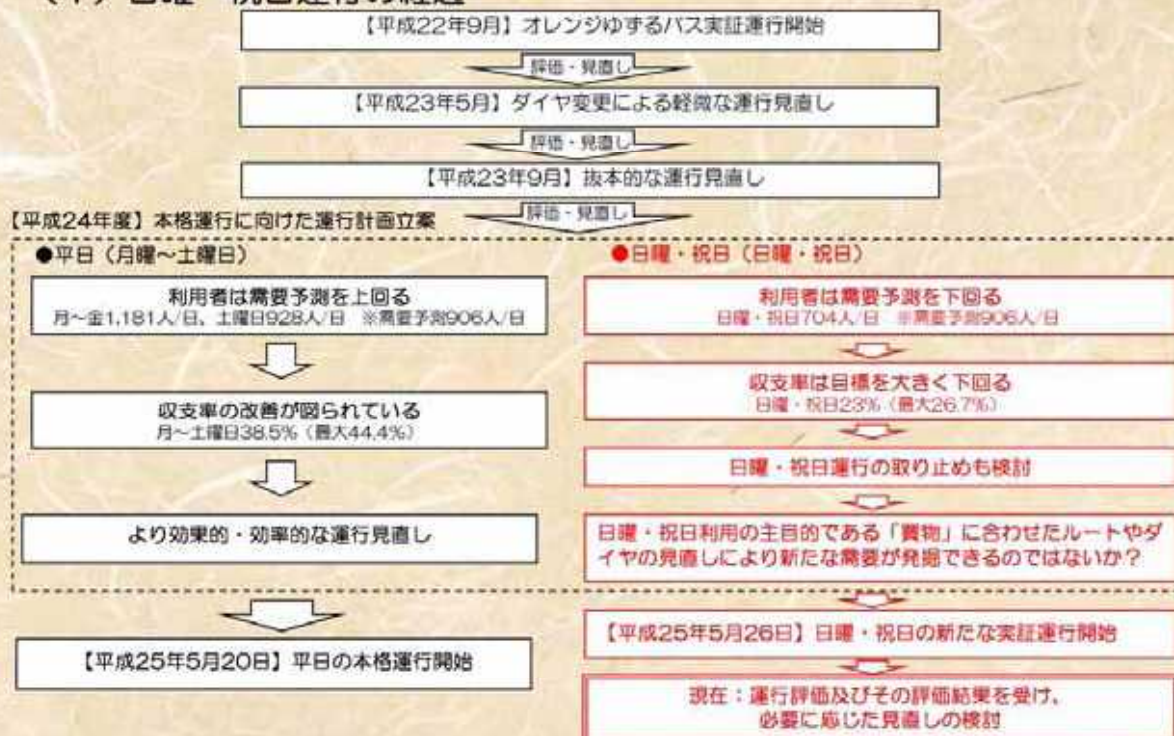 【平成22年9月】オレンジゆずるバス実証運行開始
評価・見直し
【平成23年5月】ダイヤ変更による軽微な運行見直し
評価・見直し
【平成23年9月】抜本的な運行見直し
評価・見直し
【平成24年度】本格運行に向けた運行計画立案
●平日（月曜～土曜日）
利用者は需要予測を上回る
月～金1,181人/日、土曜日928人/日 ※需要予測906人/日
収支率の改善が図られている
月～土曜日38.5%（最大44.4%）
より効果的・効率的な運行見直し
【平成25年5月20日】平日の本格運行開始
●日曜・祝日（日曜・祝日）
利用者は需要予測を下回る
日曜・祝日704人/日 ※需要予測906人/日
収支率は目標を大きく下回る
日曜・祝日23%（最大26.7%）
日曜・祝日運行の取り止めも検討
日曜・祝日利用の主目的である「買物」に合わせたルートやダ
イヤの見直しにより新たな需要が発掘できるのではないか？
【平成25年5月26日】日曜・祝日の新たな実証運行開始
現在：運行評価及びその評価結果を受け、
必要に応じた見直しの検討